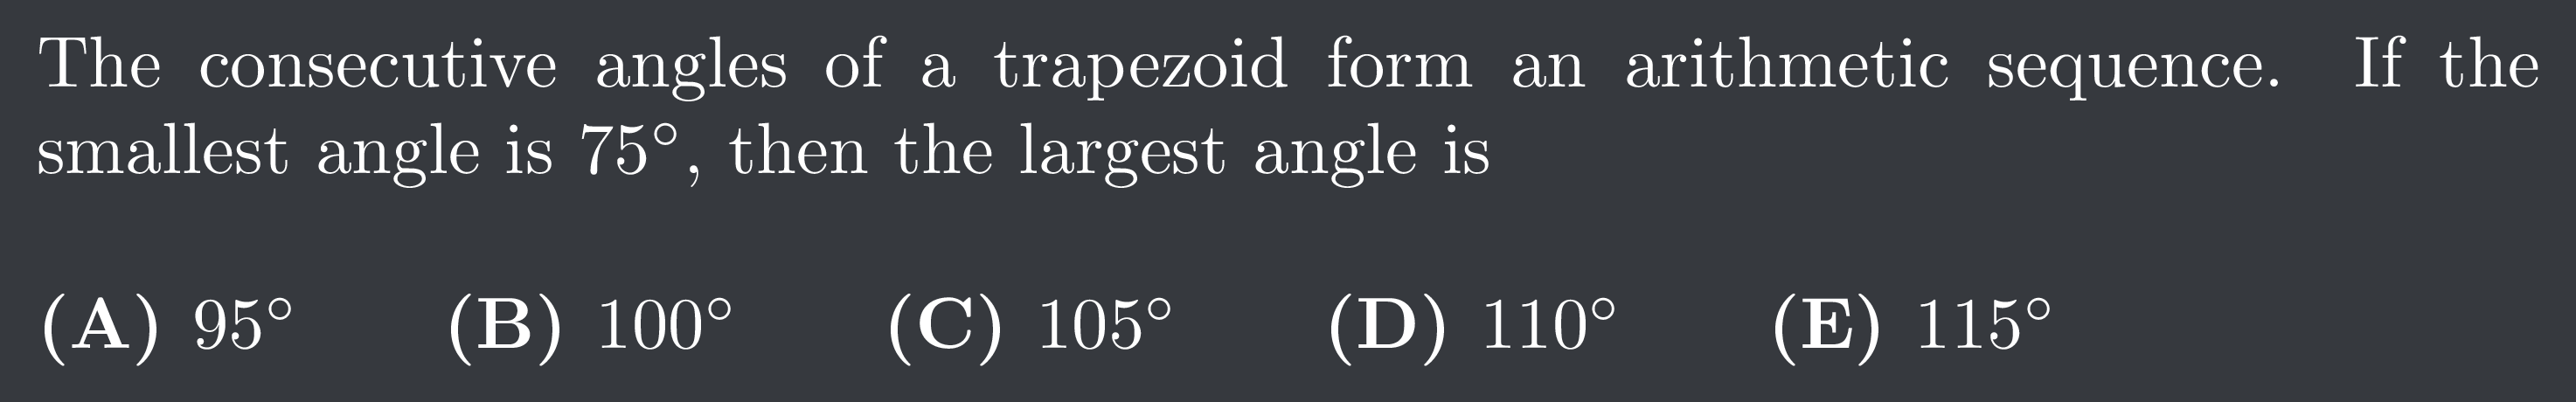 The consecutive angles of a trapezoid form an arithmetic sequence. If the
smallest angle is 75°, then the largest angle is
(A) 95° (B) 100° (C) 105° (D) 110° (E) 115°